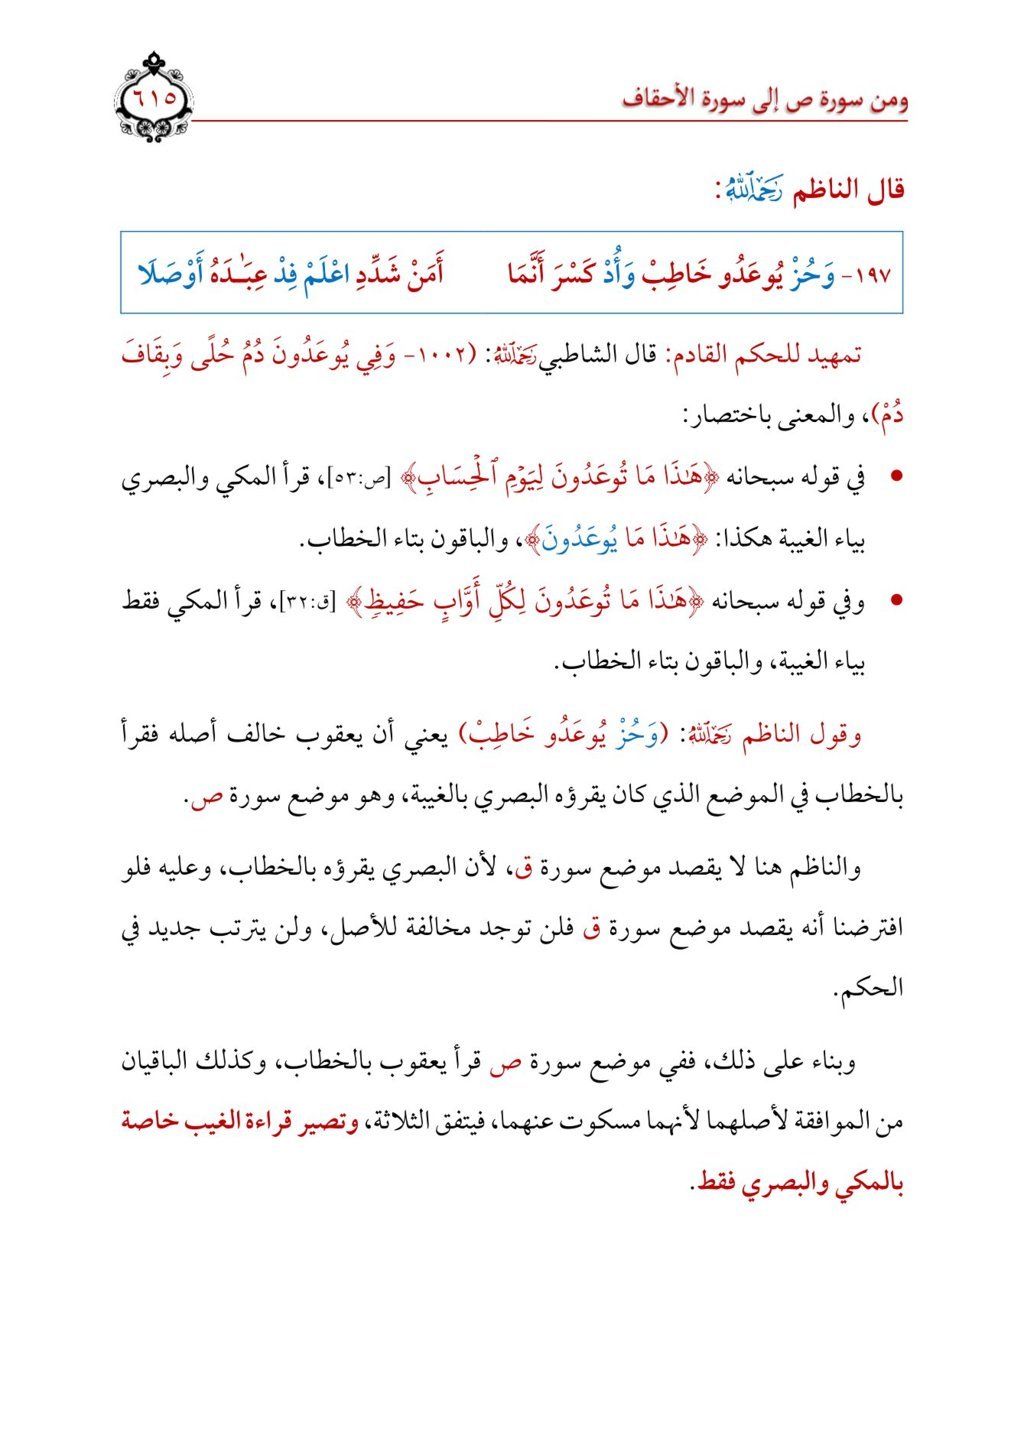 ومن سورة ص إلى سورة الأحقاف
٦١٥
قال الناظم رَحِمَهُ ٱللَّهُ:
١٩٧- وَحُزْ يُوعَدُو خَاطِبْ وَأُدْ كَسْرَ أَنَّمَا أَمَنْ شَدِّدِ اعْلَمْ فِدْ عِبَـٰدَهُ أَوْصَلَا
تمهيد للحكم القادم: قال الشاطبي رَحِمَهُ ٱللَّهُ: (١٠٠٢- وَفِي يُوعَدُونَ دُمُ حُلًى وَبِقَافَ
دُمْ)، والمعنى باختصار:
● في قوله سبحانه ﴿هَٰذَا مَا تُوعَدُونَ لِيَوْمِ ٱلْحِسَابِ﴾ [ص:٥٣]، قرأ المكي والبصري
بياء الغيبة هكذا: ﴿هَٰذَا مَا يُوعَدُونَ﴾، والباقون بتاء الخطاب.
● وفي قوله سبحانه ﴿هَٰذَا مَا تُوعَدُونَ لِكُلِّ أَوَّابٍ حَفِيظٍ﴾ [ق:٣٢]، قرأ المكي فقط
بياء الغيبة، والباقون بتاء الخطاب.
وقول الناظم رَحِمَهُ ٱللَّهُ: (وَحُزْ يُوعَدُو خَاطِبْ) يعني أن يعقوب خالف أصله فقرأ
بالخطاب في الموضع الذي كان يقرؤه البصري بالغيبة، وهو موضع سورة ص.
والناظم هنا لا يقصد موضع سورة ق، لأن البصري يقرؤه بالخطاب، وعليه فلو
افترضنا أنه يقصد موضع سورة ق فلن توجد مخالفة للأصل، ولن يترتب جديد في
الحكم.
وبناء على ذلك، ففي موضع سورة ص قرأ يعقوب بالخطاب، وكذلك الباقيان
من الموافقة لأصلهما لأنهما مسكوت عنهما، فيتفق الثلاثة، وتصير قراءة الغيب خاصة
بالمكي والبصري فقط.